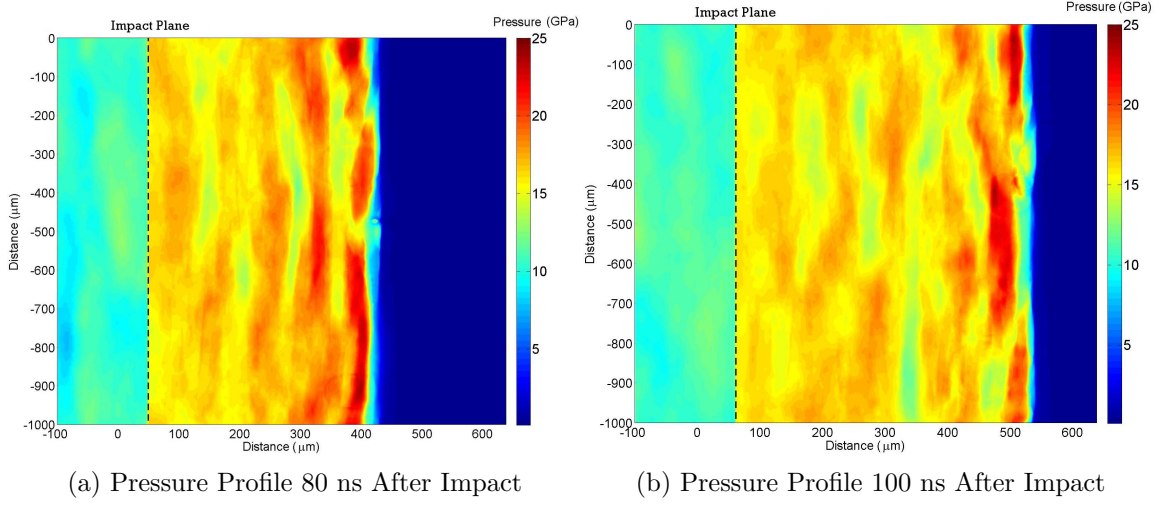 Impact Plane
Pressure (GPa)
0
-100
-200
-300
-400
-500
-600
-700
-800
-900
-1000
Distance (μm)
-100 0 100 200 300 400 500 600
Distance (μm)
25
20
15
10
5
(a) Pressure Profile 80 ns After Impact
Impact Plane
Pressure (GPa)
0
-100
-200
-300
-400
-500
-600
-700
-800
-900
-1000
Distance (μm)
-100 0 100 200 300 400 500 600
Distance (μm)
25
20
15
10
5
(b) Pressure Profile 100 ns After Impact